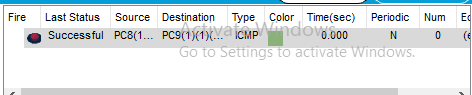 Fire Last Status Source Destination Type Color Time(sec) Periodic Num Ed
Successful PC8(1... PC9(1)(1)(... ICMP 0.000 N 0 (e
Activate Windows
Go to Settings to activate Windows.